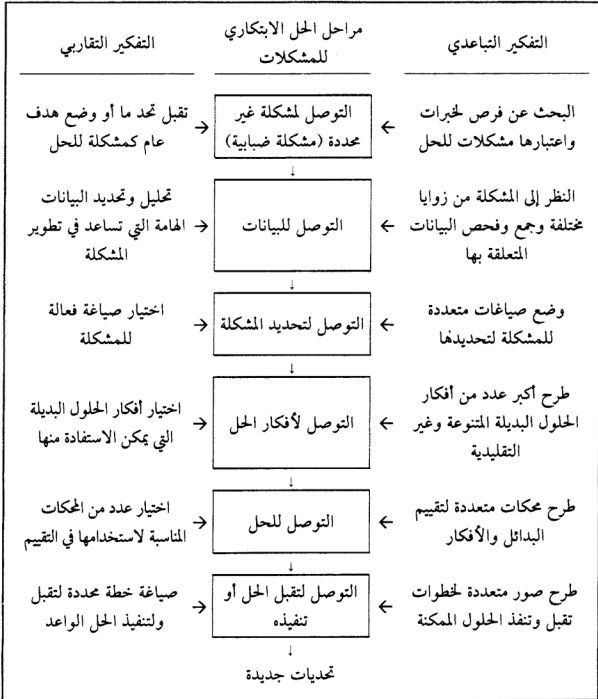 التفكير التباعدي
مراحل الحل الابتكاري
للمشكلات
التفكير التقاربي
البحث عن فرص لخبرات
واعتبارها مشكلات للحل
التوصل لمشكلة غير
محددة (مشكلة ضبابية)
تقبل تحد ما أو وضع هدف
عام كمشكلة للحل
النظر إلى المشكلة من زوايا
مختلفة وجمع وفحص البيانات
المتعلقة بها
التوصل للبيانات
تحليل وتحديد البيانات
الهامة التي تساعد في تطوير
المشكلة
وضع صياغات متعددة
للمشكلة لتحديدها
التوصل لتحديد المشكلة
اختيار صياغة فعالة
للمشكلة
طرح أكبر عدد من أفكار
الحلول البديلة المتنوعة وغير
التقليدية
التوصل لأفكار الحل
اختيار أفكار الحلول البديلة
التي يمكن الاستفادة منها
طرح محكات متعددة لتقييم
البدائل والأفكار
التوصل للحل
اختيار عدد من المحكات
المناسبة لاستخدامها في التقييم
طرح صور متعددة لخطوات
تقبل وتنفذ الحلول الممكنة
التوصل لتقبل الحل أو
تنفيذه
صياغة خطة محددة لتقبل
ولتنفيذ الحل الواعد
تحديات جديدة